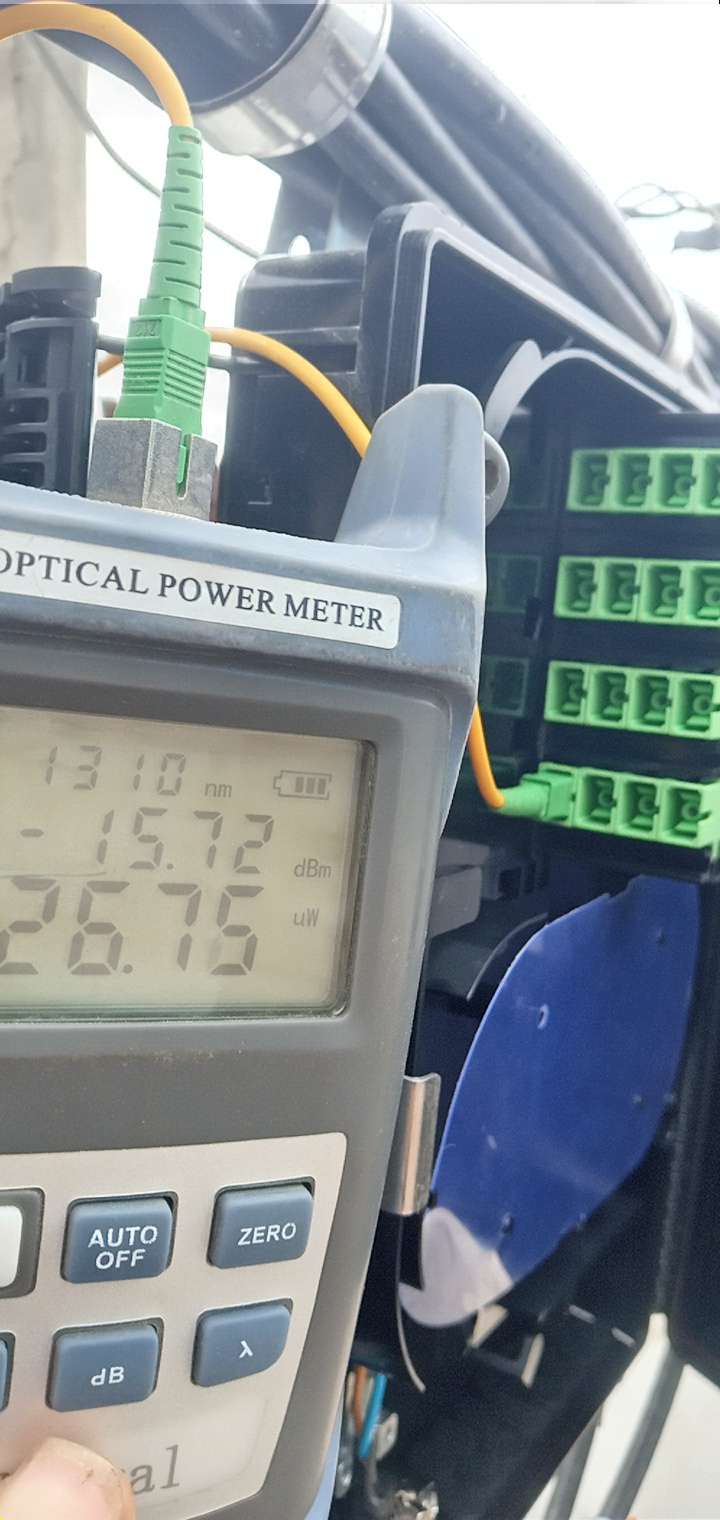 OPTICAL POWER METER
1310 nm
-15.72 dBm
26.75 uW
AUTO OFF
ZERO
dB
λ